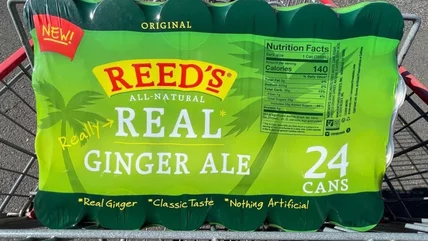 ORIGINAL
NEW!
REED'S®
ALL-NATURAL
Really
REAL*
GINGER ALE
Nutrition Facts
Calories 140
24
CANS
*Real Ginger *Classic Taste *Nothing Artificial